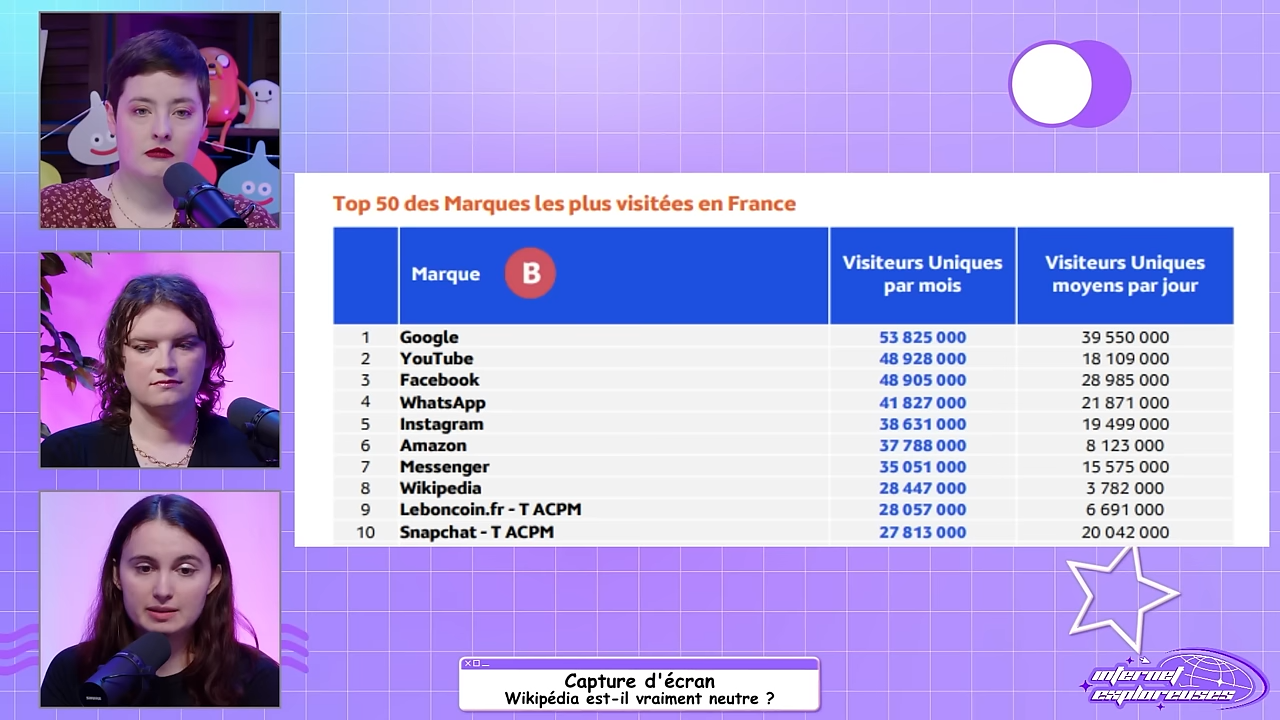 Top 50 des Marques les plus visitées en France
Marque B Visiteurs Uniques par mois Visiteurs Uniques moyens par jour
1 Google 53 825 000 39 550 000
2 YouTube 48 928 000 18 109 000
3 Facebook 48 905 000 28 985 000
4 WhatsApp 41 827 000 21 871 000
5 Instagram 38 631 000 19 499 000
6 Amazon 37 788 000 8 123 000
7 Messenger 35 051 000 15 575 000
8 Wikipedia 28 447 000 3 782 000
9 Leboncoin.fr - T ACPM 28 057 000 6 691 000
10 Snapchat - T ACPM 27 813 000 20 042 000
Capture d'écran
Wikipédia est-il vraiment neutre ?
internet
exploreuses